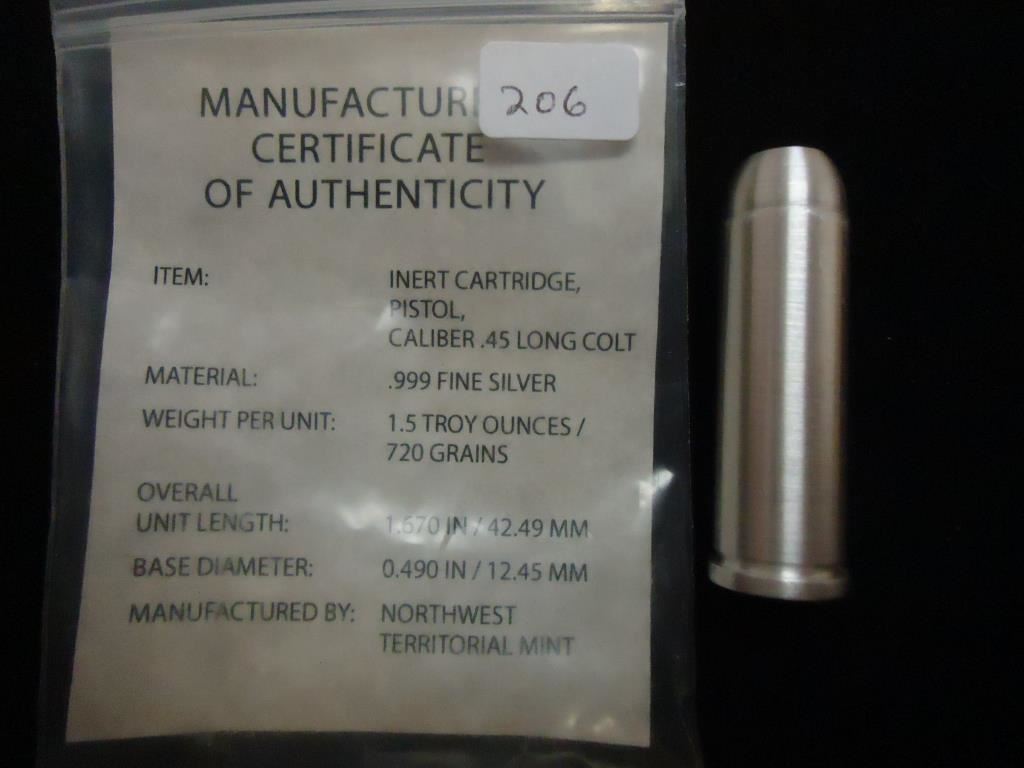 MANUFACTUR
206
CERTIFICATE
OF AUTHENTICITY
ITEM: INERT CARTRIDGE,
PISTOL,
CALIBER .45 LONG COLT
MATERIAL: .999 FINE SILVER
WEIGHT PER UNIT: 1.5 TROY OUNCES /
720 GRAINS
OVERALL
UNIT LENGTH: 1.670 IN / 42.49 MM
BASE DIAMETER: 0.490 IN / 12.45 MM
MANUFACTURED BY: NORTHWEST
TERRITORIAL MINT